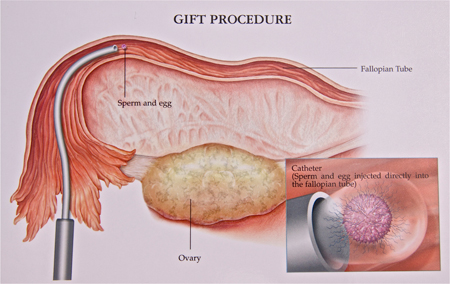 GIFT PROCEDURE
Fallopian Tube
Sperm and egg
Catheter
(Sperm and egg injected directly into
the fallopian tube)
Ovary